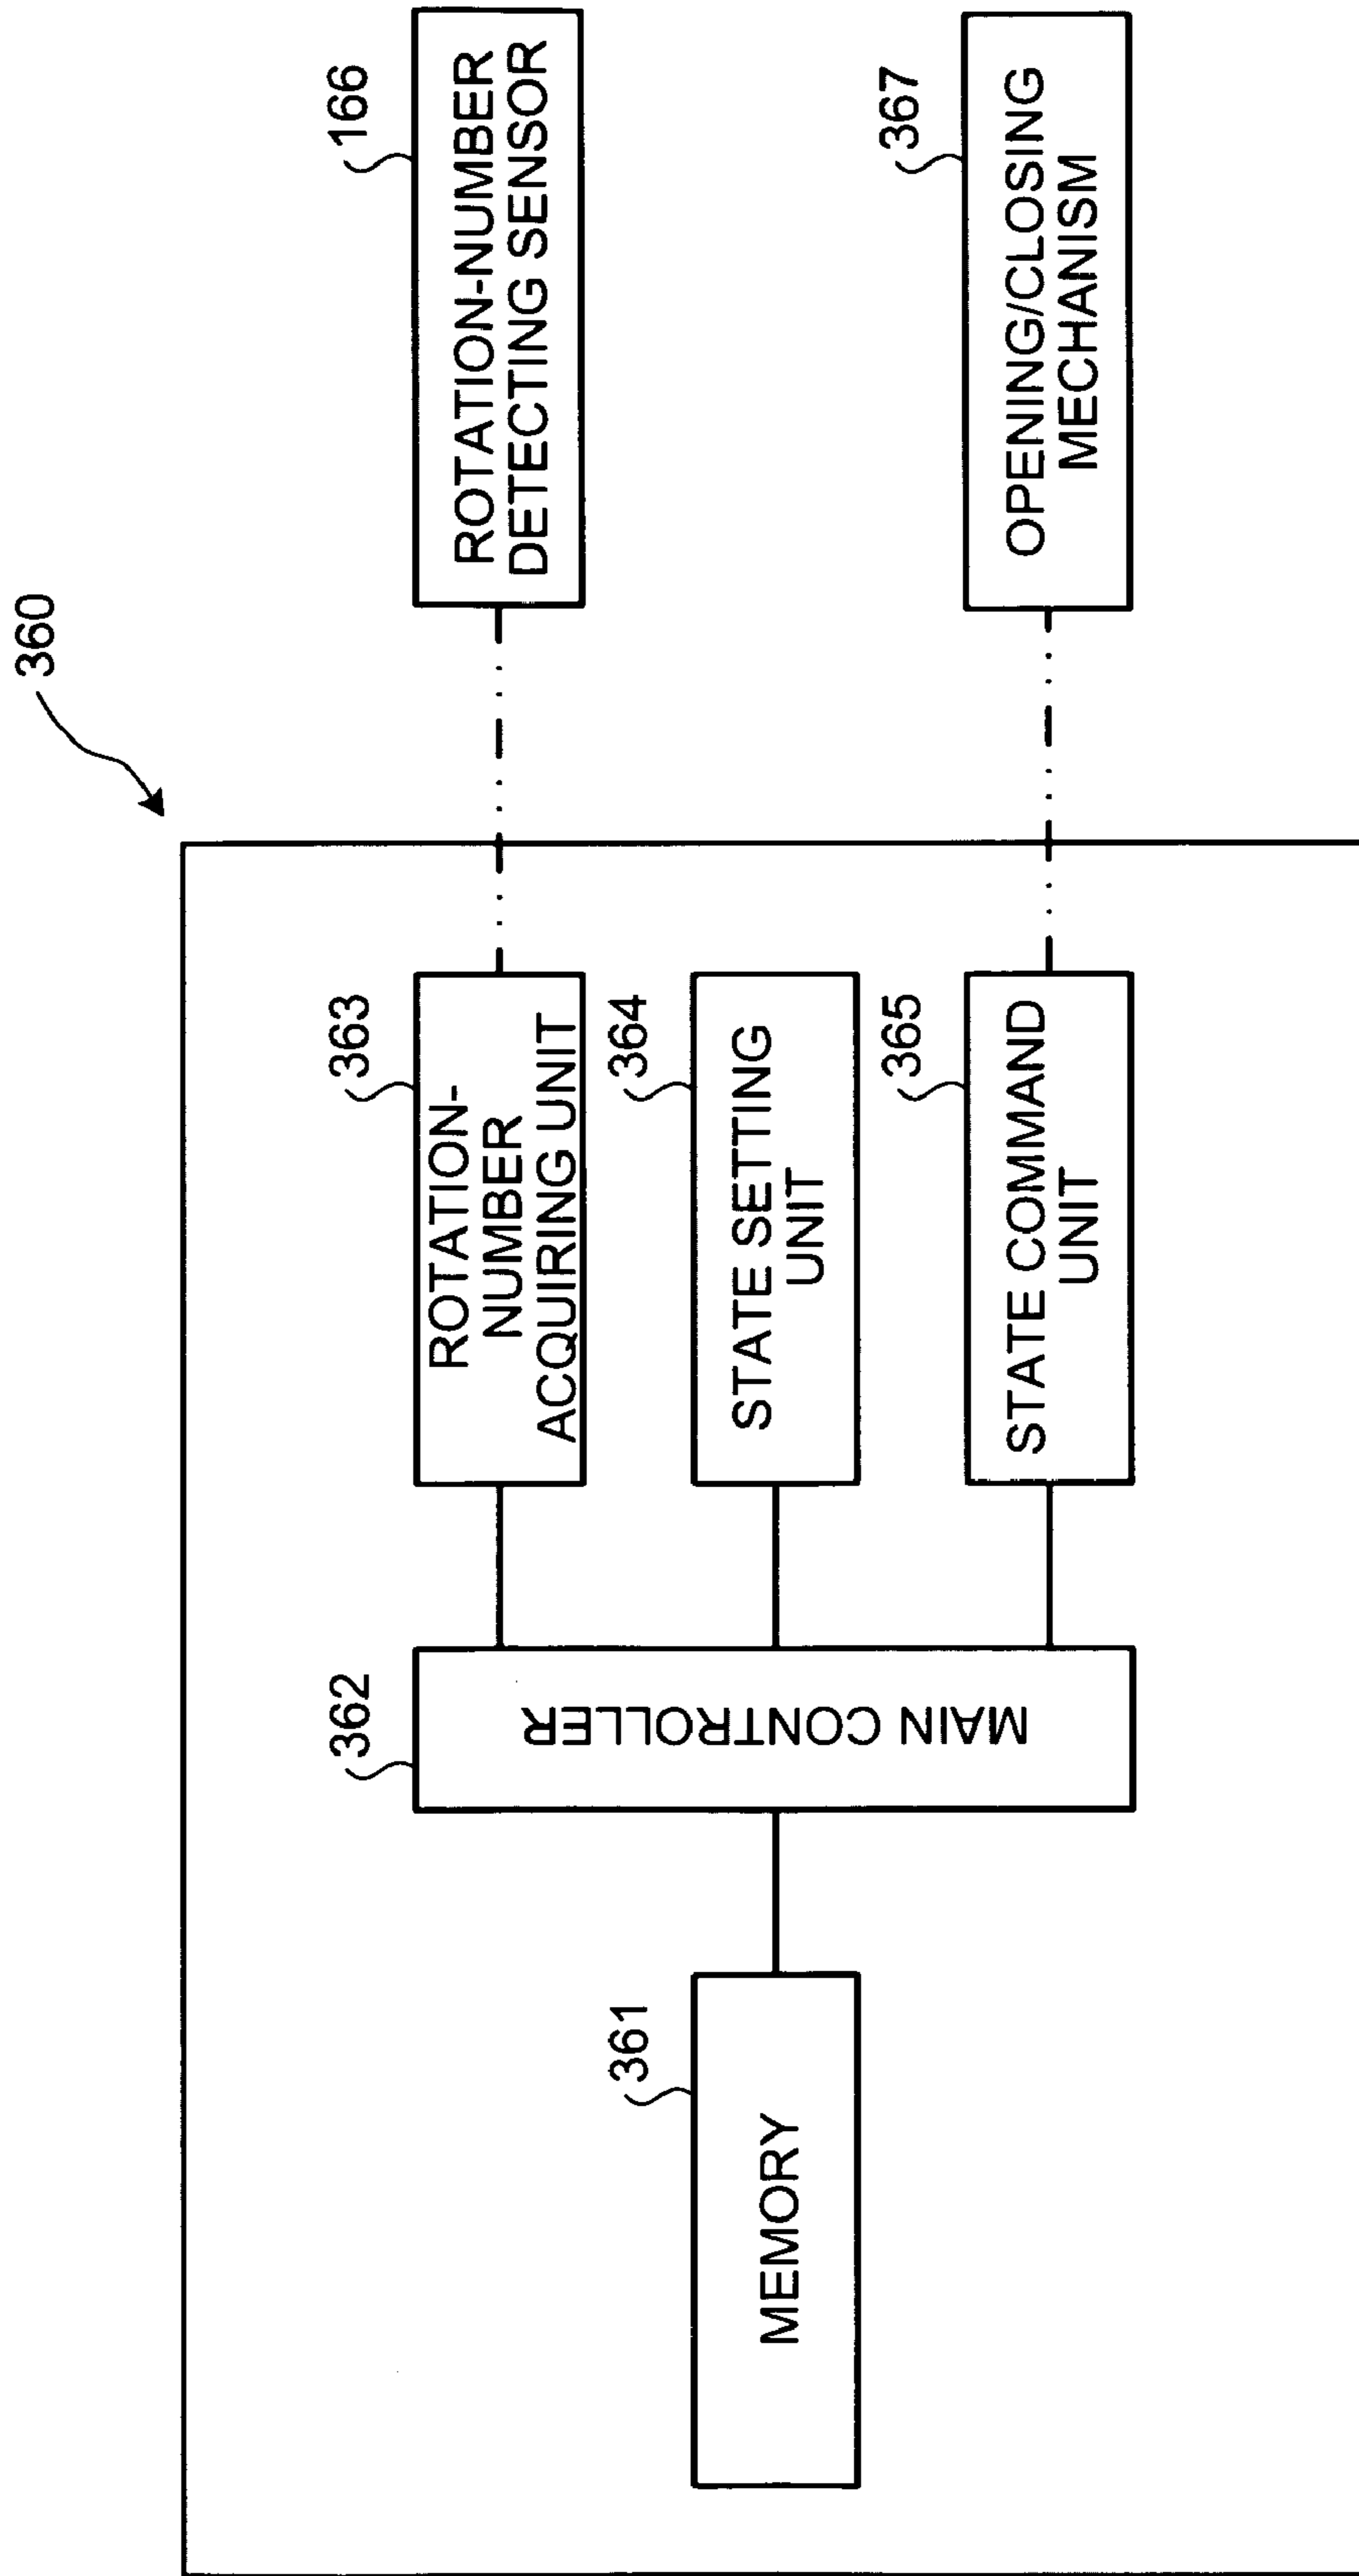 360
361
MEMORY
362
MAIN CONTROLLER
363
ROTATION-
NUMBER
ACQUIRING UNIT
364
STATE SETTING
UNIT
365
STATE COMMAND
UNIT
166
ROTATION-NUMBER
DETECTING SENSOR
367
OPENING/CLOSING
MECHANISM